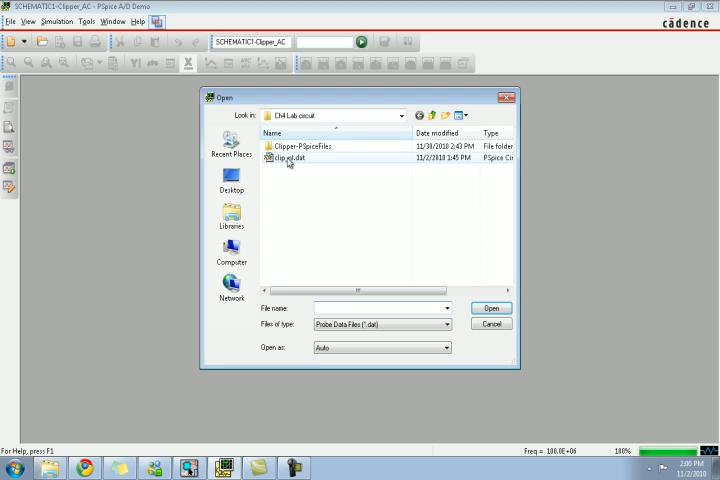 SCHEMATIC1-Clipper_AC - PSpice A/D Demo
File View Simulation Tools Window Help
cādence
SCHEMATIC1-Clipper_AC
Open
Look in: Ch4 Lab circuit
Name Date modified Type
Clipper-PSpiceFiles 11/30/2010 2:43 PM File folder
11/2/2010 1:45 PM PSpice Cir
Recent Places
Desktop
Libraries
Computer
Network
File name: Open
Files of type: Probe Data Files (*.dat) Cancel
Open as: Auto
For Help, press F1 Freq = 100.0E+06 100%
2:00 PM
11/2/2010